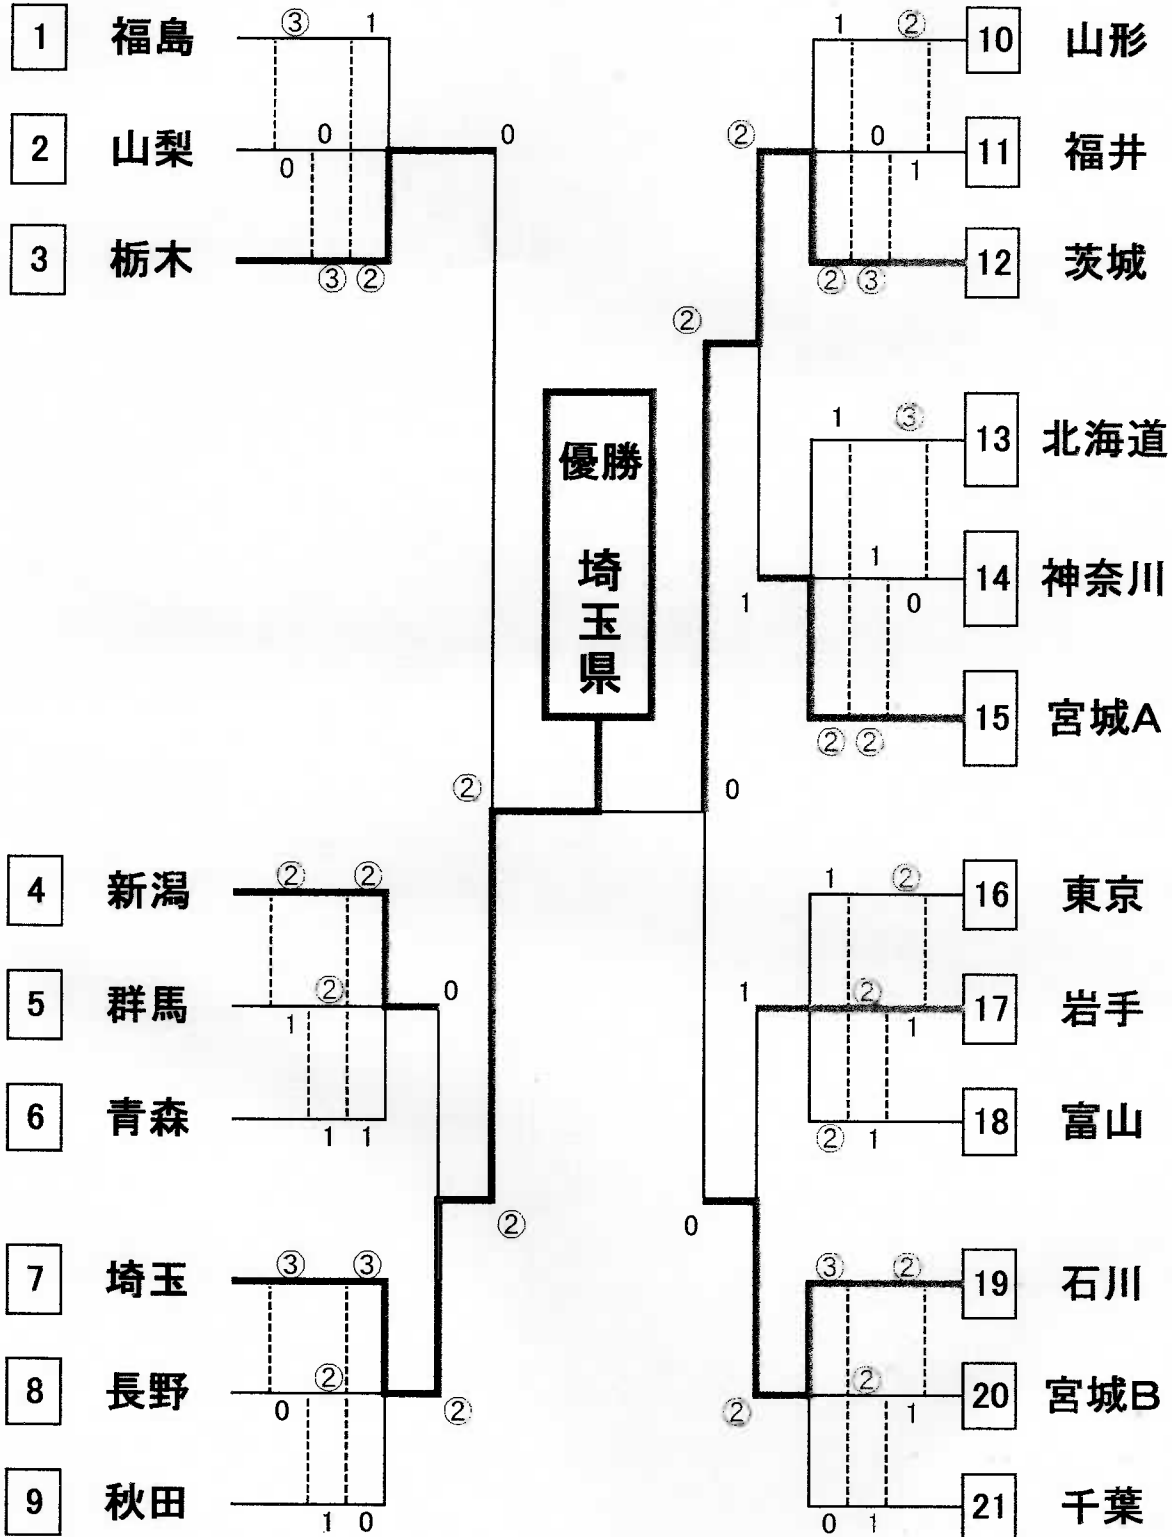 1 福島 ③ 1
2 山梨 0 0 0
3 栃木 ③ ②
4 新潟 ② ②
5 群馬 1 ② 0
6 青森 1 1
②
②
7 埼玉 ③ ③
8 長野 0 ② ②
9 秋田 1 0
優勝
埼玉県
1 ② 10 山形
② 0 1 11 福井
② ③ 12 茨城
②
1 ③ 13 北海道
1 1 0 14 神奈川
② ② 15 宮城A
0
1 ② 16 東京
1 ② 1 17 岩手
② 1 18 富山
0
③ ② 19 石川
② ② 1 20 宮城B
0 1 21 千葉